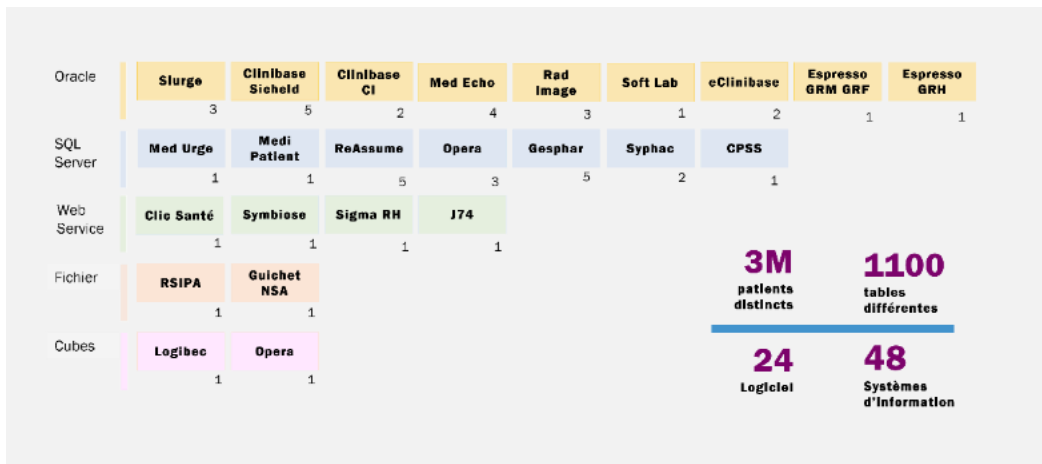 Oracle
Siurge
Clinibase
Sicheld
Clinibase
CI
Med Echo
Rad
Image
Soft Lab
eClinibase
Espresso
GRM GRF
Espresso
GRH
3
5
2
4
3
1
2
1
1
SQL
Server
Med Urge
Medi
Patient
ReAssume
Opera
Gesphar
Syphac
CPSS
1
1
5
3
5
2
1
Web
Service
Clic Santé
Symbiose
Sigma RH
J74
1
1
1
1
Fichier
RSIPA
Guichet
NSA
1
1
Cubes
Logibec
Opera
1
1
3M
patients
distincts
1100
tables
différentes
24
Logiciel
48
Systèmes
d'Information